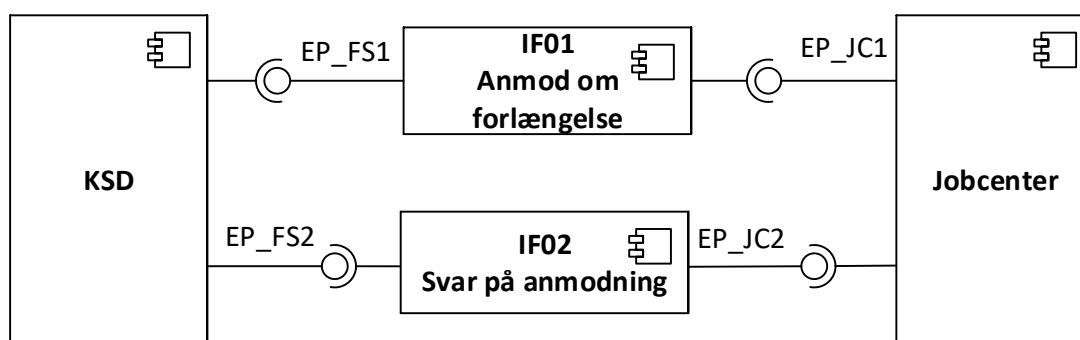 KSD
EP_FS1
IF01
Anmod om
forlængelse
EP_JC1
Jobcenter
EP_FS2
IF02
Svar på anmodning
EP_JC2